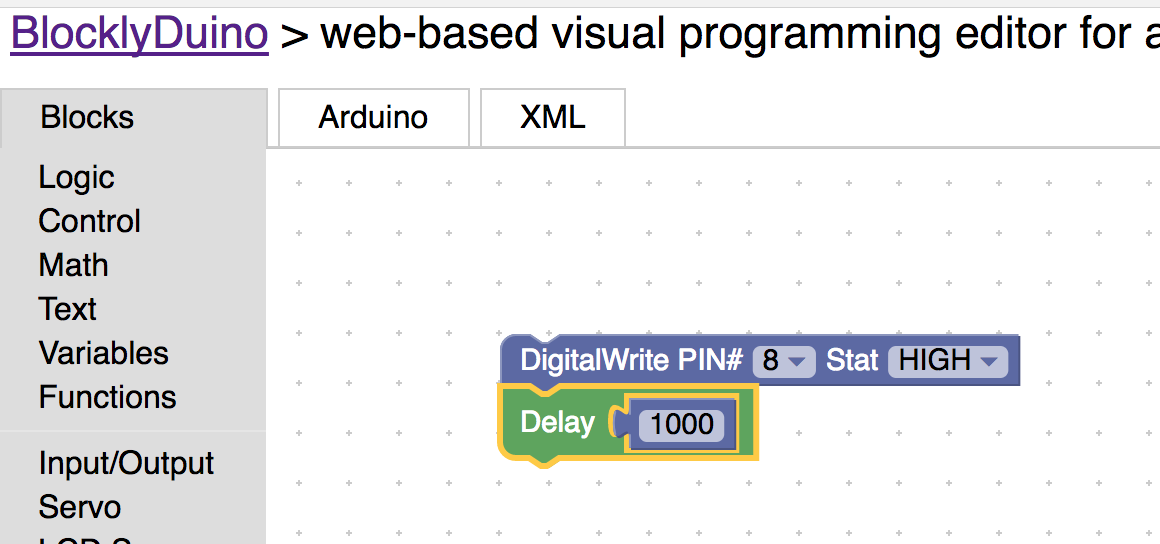 BlocklyDuino > web-based visual programming editor for
Blocks Arduino XML
Logic
Control
Math
Text
Variables
Functions
Input/Output
Servo
DigitalWrite PIN# 8 Stat HIGH
Delay 1000